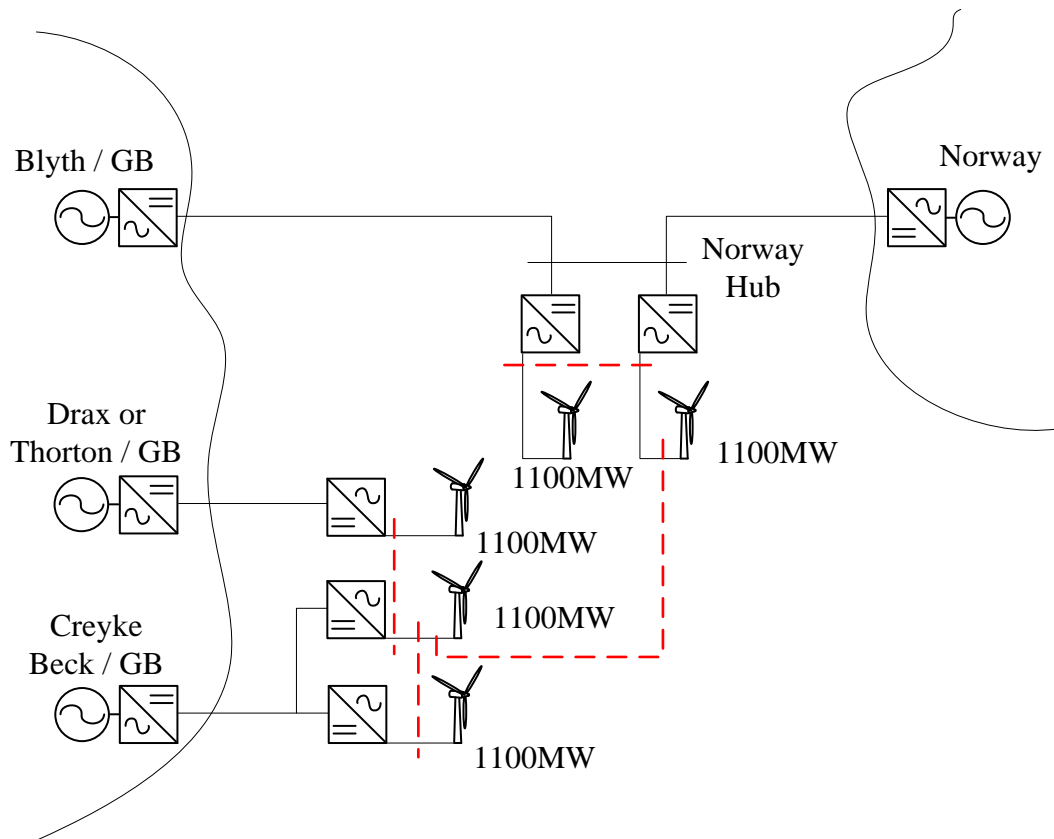 Blyth / GB
Norway
Norway
Hub
Drax or
Thorton / GB
1100MW
1100MW
1100MW
1100MW
Creyke
Beck / GB
1100MW